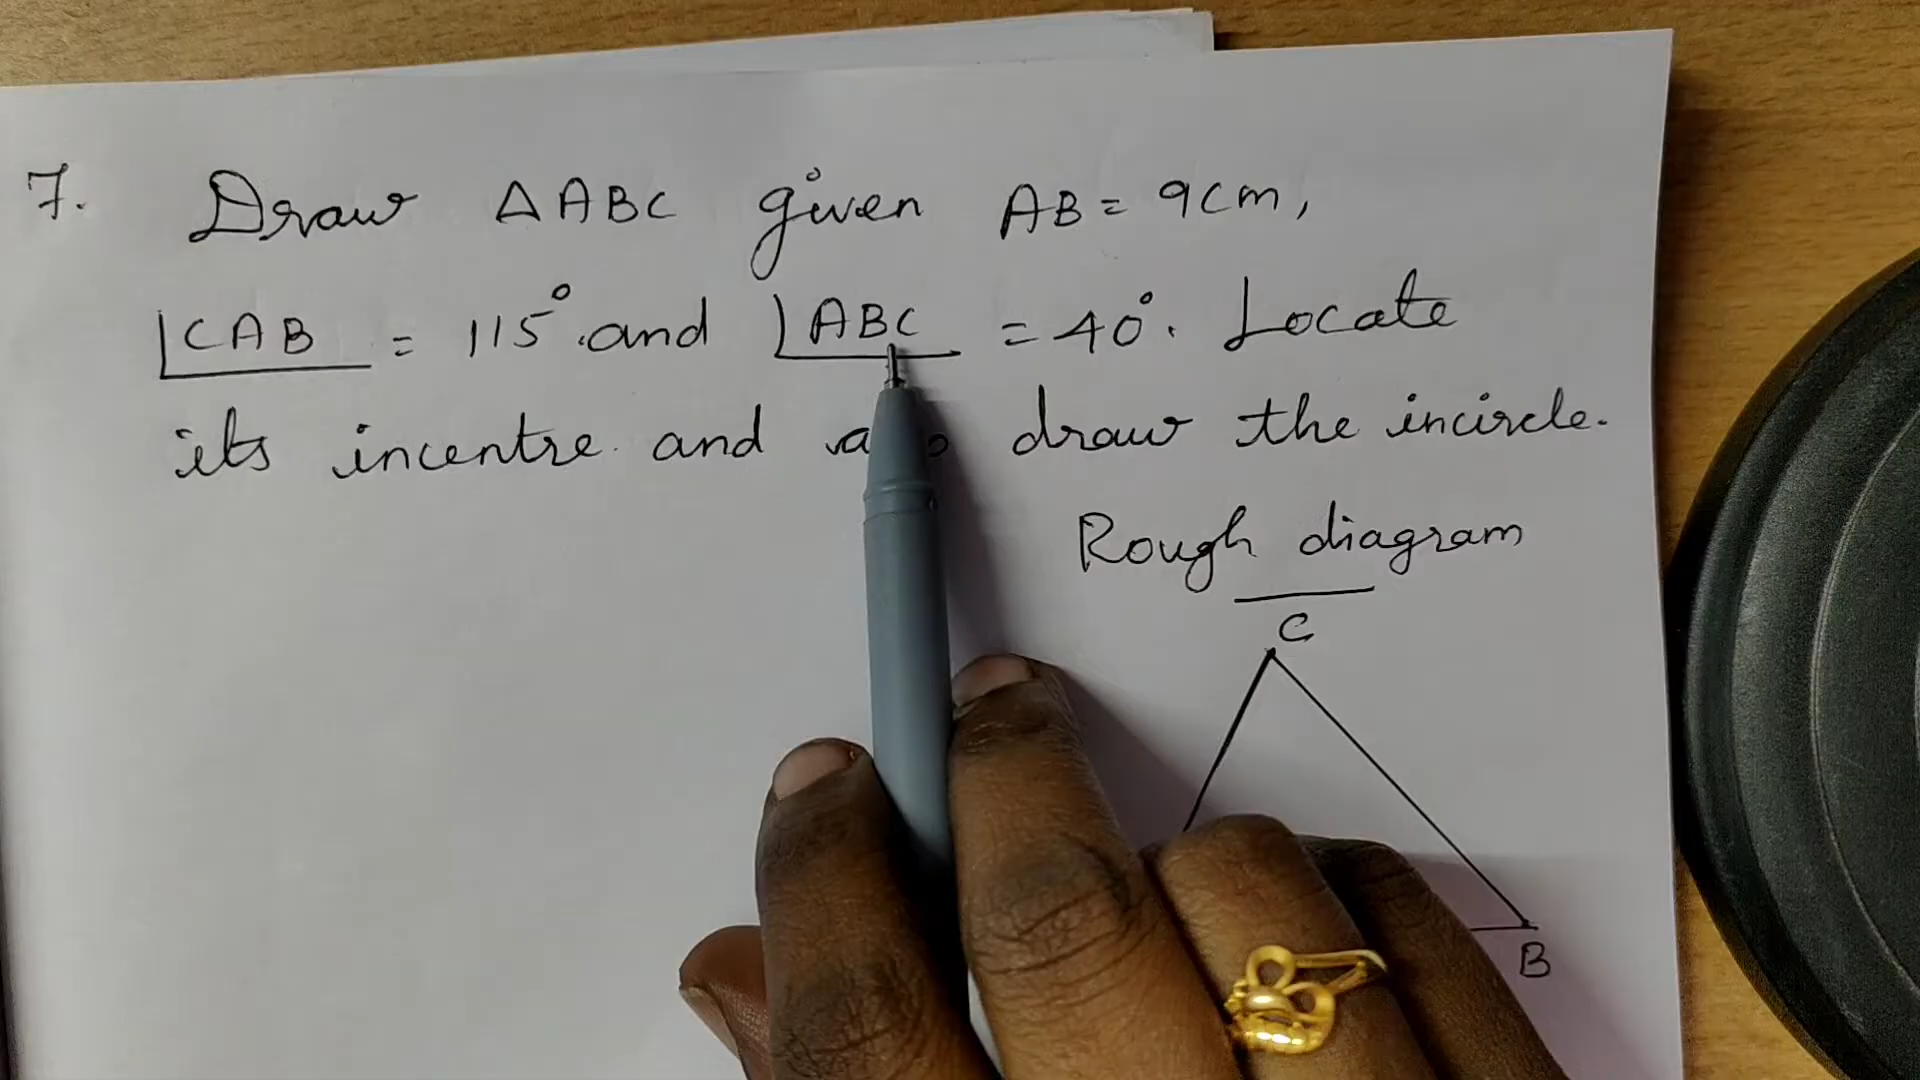 7. Draw △ABC given AB = 9cm,
∠CAB = 115° and ∠ABC = 40°. Locate
its incentre and draw the incircle.
Rough diagram
C
B